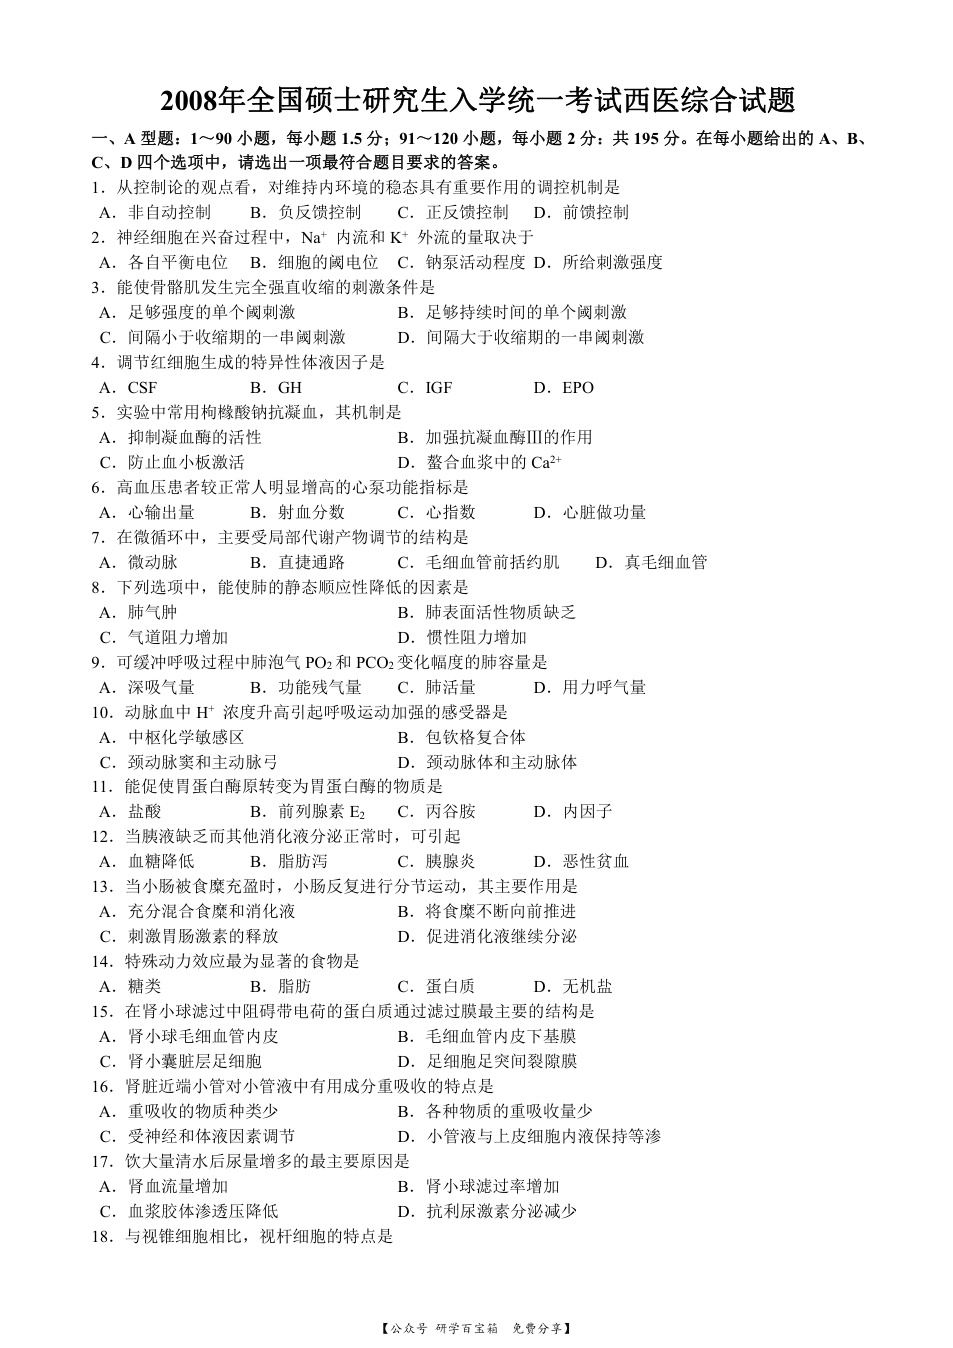 2008年全国硕士研究生入学统一考试西医综合试题
一、A 型题：1～90 小题，每小题 1.5 分；91～120 小题，每小题 2 分：共 195 分。在每小题给出的 A、B、
C、D 四个选项中，请选出一项最符合题目要求的答案。
1．从控制论的观点看，对维持内环境的稳态具有重要作用的调控机制是
A．非自动控制 B．负反馈控制 C．正反馈控制 D．前馈控制
2．神经细胞在兴奋过程中，Na⁺ 内流和 K⁺ 外流的量取决于
A．各自平衡电位 B．细胞的阈电位 C．钠泵活动程度 D．所给刺激强度
3．能使骨骼肌发生完全强直收缩的刺激条件是
A．足够强度的单个阈刺激 B．足够持续时间的单个阈刺激
C．间隔小于收缩期的一串阈刺激 D．间隔大于收缩期的一串阈刺激
4．调节红细胞生成的特异性体液因子是
A．CSF B．GH C．IGF D．EPO
5．实验中常用枸橼酸钠抗凝血，其机制是
A．抑制凝血酶的活性 B．加强抗凝血酶Ⅲ的作用
C．防止血小板激活 D．螯合血浆中的 Ca²⁺
6．高血压患者较正常人明显增高的心泵功能指标是
A．心输出量 B．射血分数 C．心指数 D．心脏做功量
7．在微循环中，主要受局部代谢产物调节的结构是
A．微动脉 B．直捷通路 C．毛细血管前括约肌 D．真毛细血管
8．下列选项中，能使肺的静态顺应性降低的因素是
A．肺气肿 B．肺表面活性物质缺乏
C．气道阻力增加 D．惯性阻力增加
9．可缓冲呼吸过程中肺泡气 PO₂ 和 PCO₂ 变化幅度的肺容量是
A．深吸气量 B．功能残气量 C．肺活量 D．用力呼气量
10．动脉血中 H⁺ 浓度升高引起呼吸运动加强的感受器是
A．中枢化学敏感区 B．包钦格复合体
C．颈动脉窦和主动脉弓 D．颈动脉体和主动脉体
11．能促使胃蛋白酶原转变为胃蛋白酶的物质是
A．盐酸 B．前列腺素 E₂ C．丙谷胺 D．内因子
12．当胰液缺乏而其他消化液分泌正常时，可引起
A．血糖降低 B．脂肪泻 C．胰腺炎 D．恶性贫血
13．当小肠被食糜充盈时，小肠反复进行分节运动，其主要作用是
A．充分混合食糜和消化液 B．将食糜不断向前推进
C．刺激胃肠激素的释放 D．促进消化液继续分泌
14．特殊动力效应最为显著的食物是
A．糖类 B．脂肪 C．蛋白质 D．无机盐
15．在肾小球滤过中阻碍带电荷的蛋白质通过滤过膜最主要的结构是
A．肾小球毛细血管内皮 B．毛细血管内皮下基膜
C．肾小囊脏层足细胞 D．足细胞足突间裂隙膜
16．肾脏近端小管对小管液中有用成分重吸收的特点是
A．重吸收的物质种类少 B．各种物质的重吸收量少
C．受神经和体液因素调节 D．小管液与上皮细胞内液保持等渗
17．饮大量清水后尿量增多的最主要原因是
A．肾血流量增加 B．肾小球滤过率增加
C．血浆胶体渗透压降低 D．抗利尿激素分泌减少
18．与视锥细胞相比，视杆细胞的特点是
【公众号 研学百宝箱 免费分享】